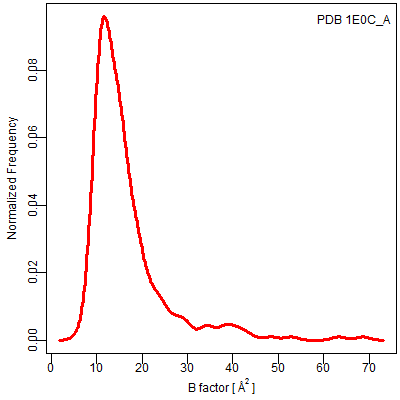 PDB 1E0C_A
Normalized Frequency
0.00 0.02 0.04 0.06 0.08
0 10 20 30 40 50 60 70
B factor [ Å² ]